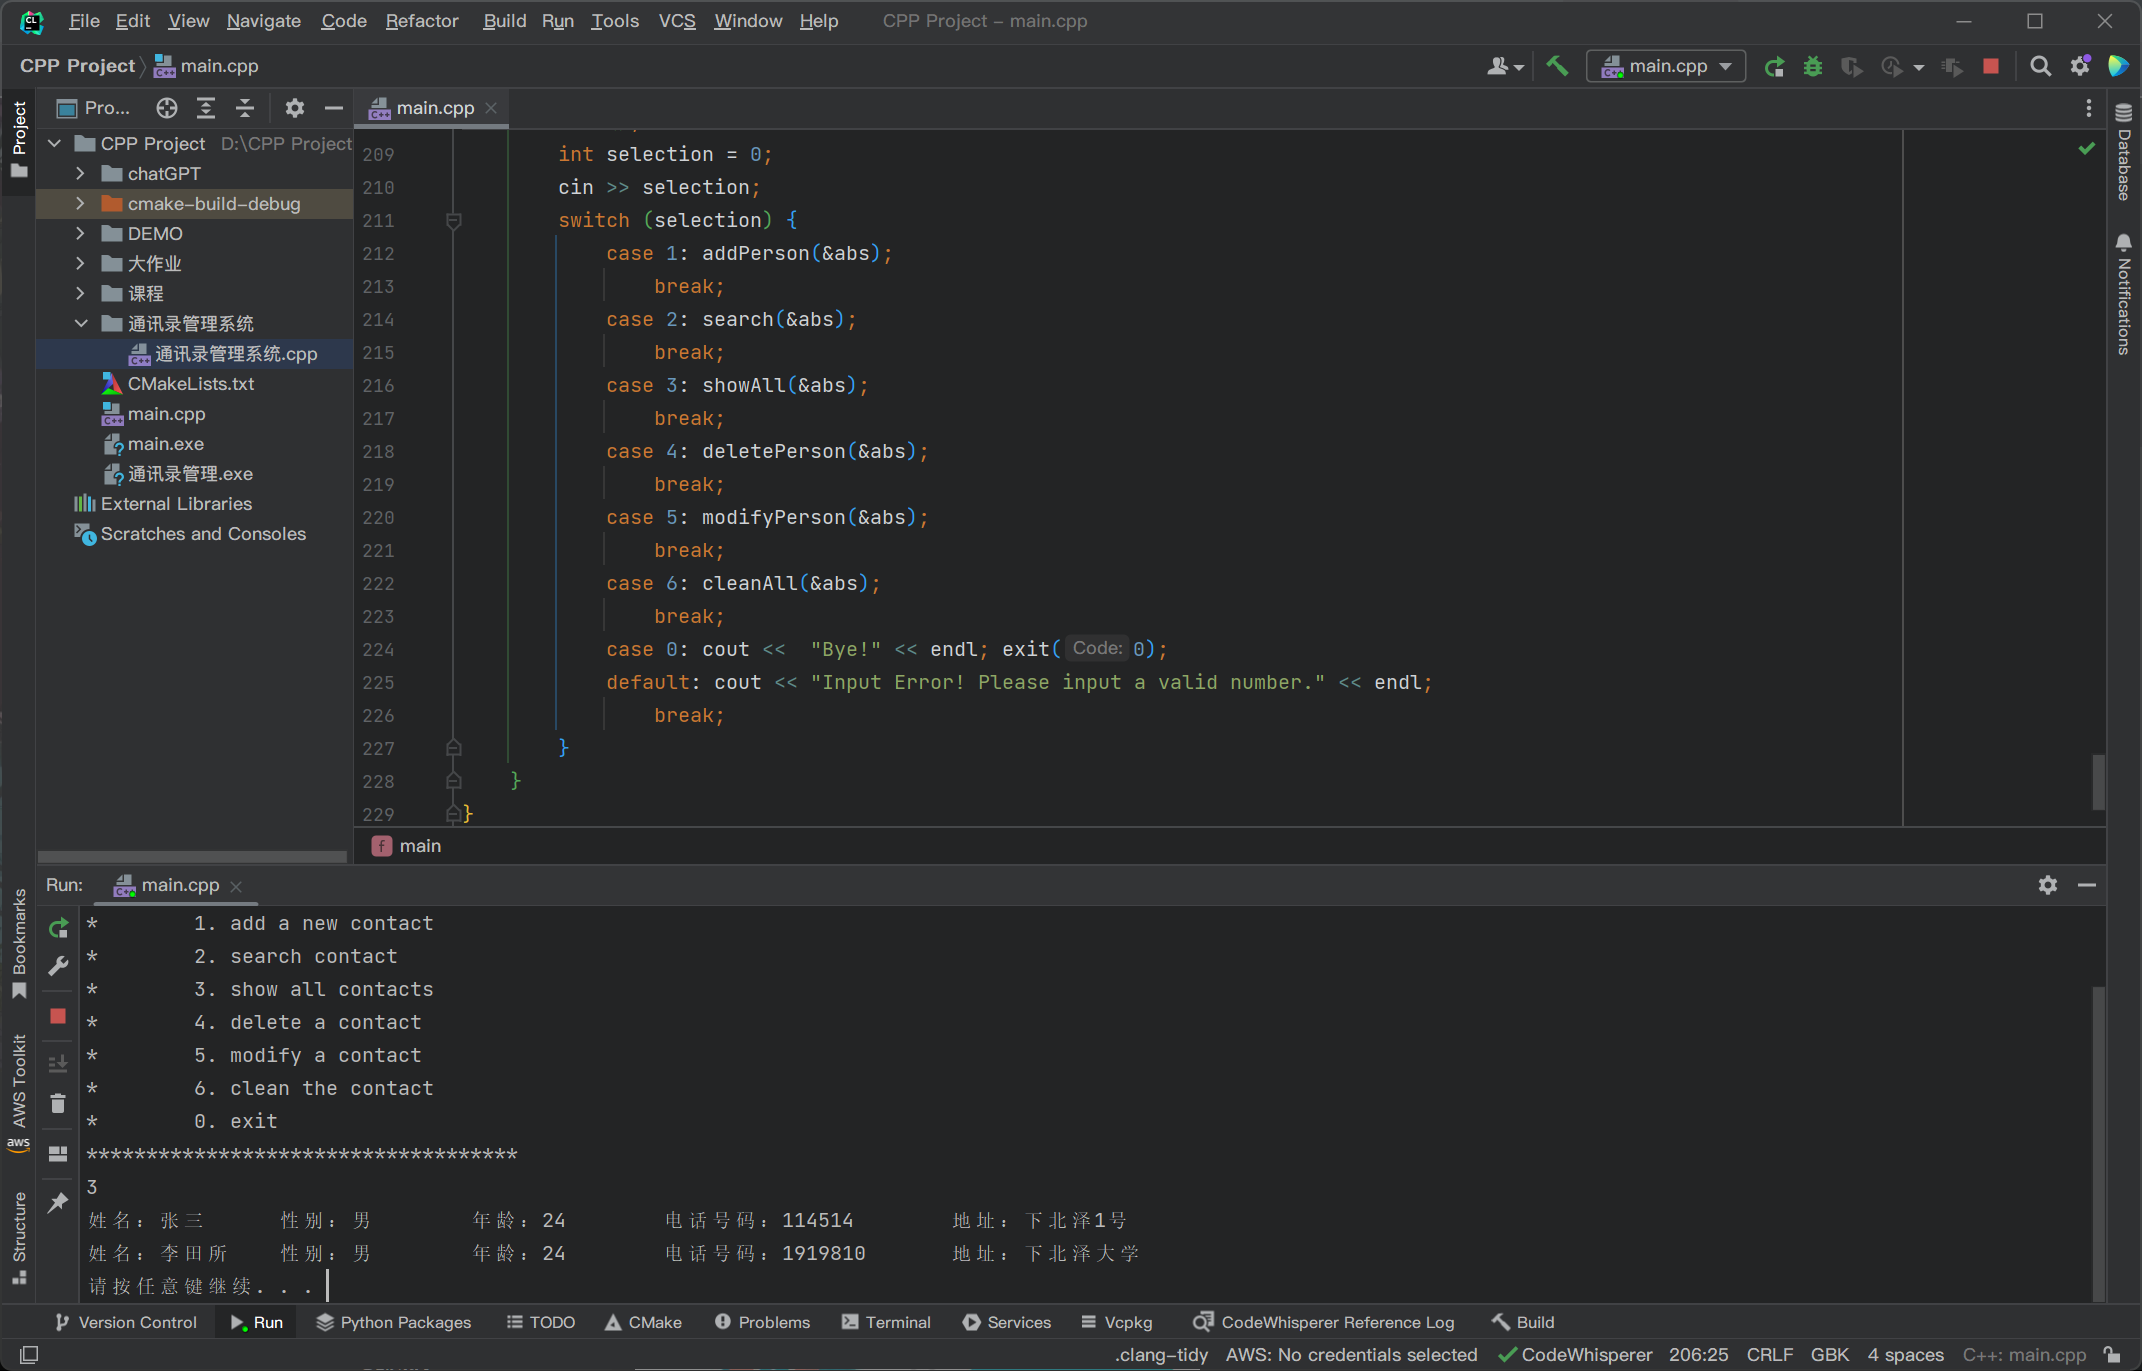 File Edit View Navigate Code Refactor Build Run Tools VCS Window Help CPP Project – main.cpp
CPP Project main.cpp
main.cpp
Project
Pro...
main.cpp
CPP Project D:\CPP Project
chatGPT
cmake-build-debug
DEMO
大作业
课程
通讯录管理系统
通讯录管理系统.cpp
CMakeLists.txt
main.cpp
main.exe
通讯录管理.exe
External Libraries
Scratches and Consoles
209 int selection = 0;
210 cin >> selection;
211 switch (selection) {
212 case 1: addPerson(&abs);
213 break;
214 case 2: search(&abs);
215 break;
216 case 3: showAll(&abs);
217 break;
218 case 4: deletePerson(&abs);
219 break;
220 case 5: modifyPerson(&abs);
221 break;
222 case 6: cleanAll(&abs);
223 break;
224 case 0: cout << "Bye!" << endl; exit(Code: 0);
225 default: cout << "Input Error! Please input a valid number." << endl;
226 break;
227 }
228 }
229 }
f main
Database
Notifications
Run: main.cpp
Bookmarks
AWS Toolkit
aws
Structure
* 1. add a new contact
* 2. search contact
* 3. show all contacts
* 4. delete a contact
* 5. modify a contact
* 6. clean the contact
* 0. exit
************************************
3
姓名: 张三 性别: 男 年龄: 24 电话号码: 114514 地址: 下北泽1号
姓名: 李田所 性别: 男 年龄: 24 电话号码: 1919810 地址: 下北泽大学
请按任意键继续. . .
Version Control Run Python Packages TODO CMake Problems Terminal Services Vcpkg CodeWhisperer Reference Log Build
.clang-tidy AWS: No credentials selected CodeWhisperer 206:25 CRLF GBK 4 spaces C++: main.cpp